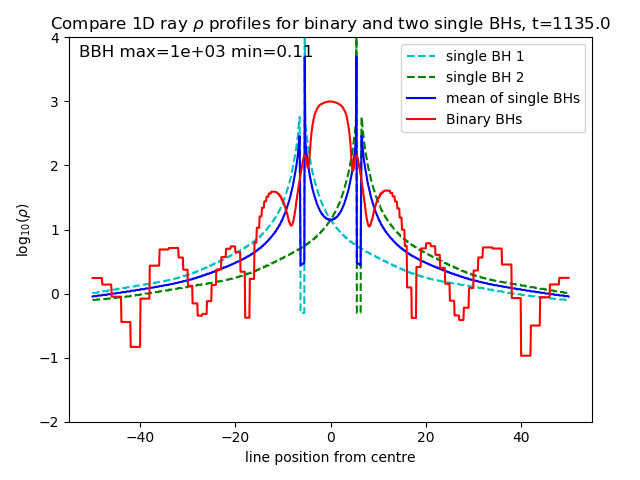 Compare 1D ray ρ profiles for binary and two single BHs, t=1135.0
BBH max=1e+03 min=0.11
single BH 1
single BH 2
mean of single BHs
Binary BHs
4
3
2
1
0
−1
−2
log₁₀(ρ)
−40
−20
0
20
40
line position from centre